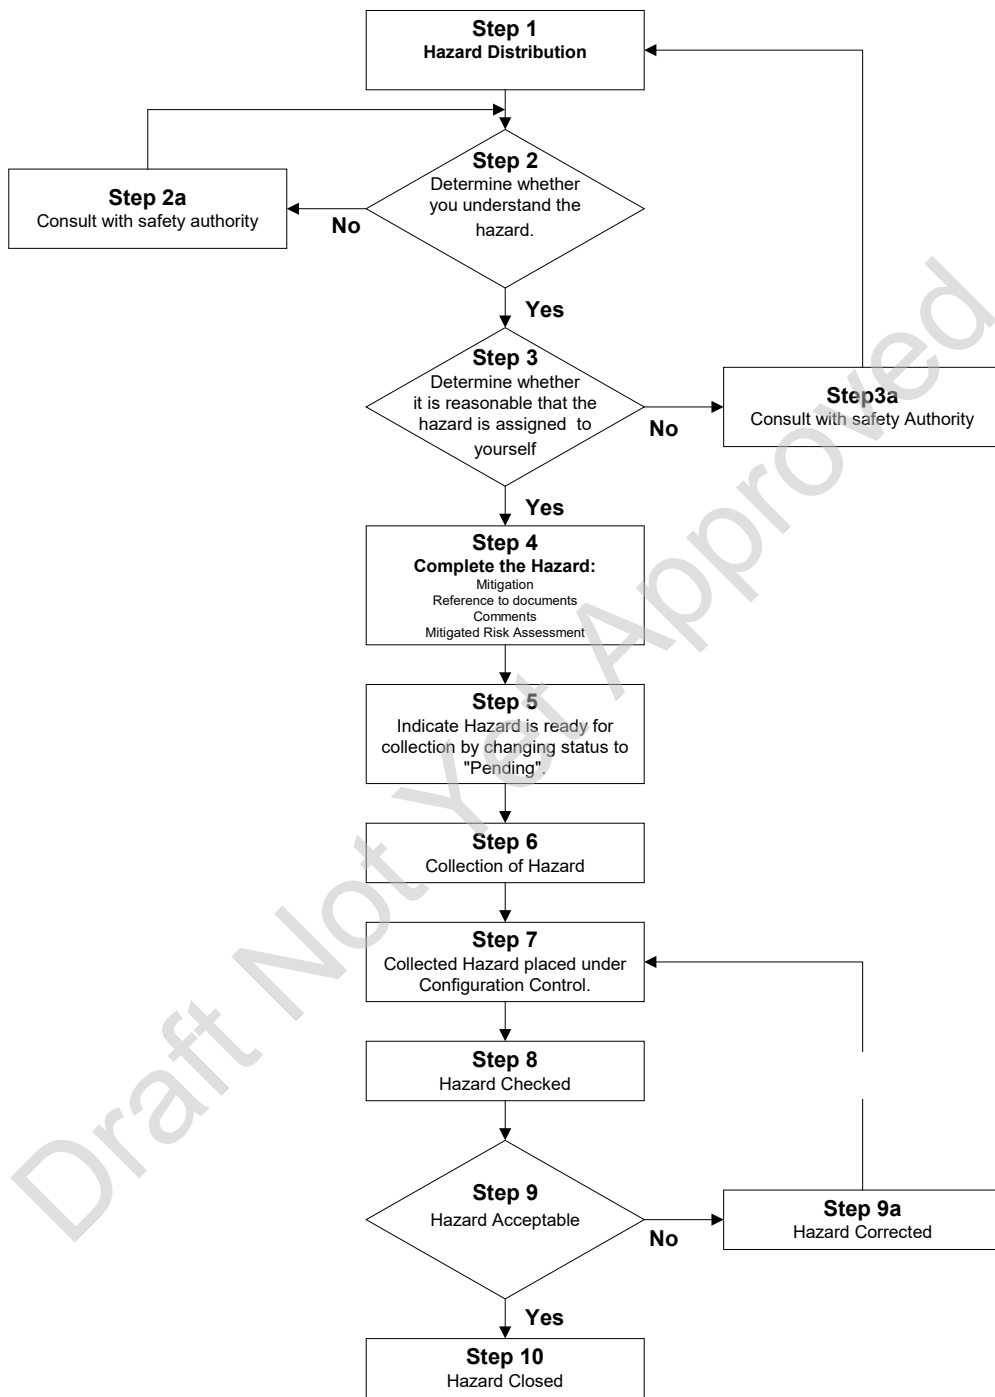 Step 1
Hazard Distribution
Step 2
Determine whether
you understand the
hazard.
Step 2a
Consult with safety authority
No
Yes
Step 3
Determine whether
it is reasonable that the
hazard is assigned to
yourself
Step3a
Consult with safety Authority
No
Yes
Step 4
Complete the Hazard:
Mitigation
Reference to documents
Comments
Mitigated Risk Assessment
Step 5
Indicate Hazard is ready for
collection by changing status to
"Pending".
Step 6
Collection of Hazard
Step 7
Collected Hazard placed under
Configuration Control.
Step 8
Hazard Checked
Step 9
Hazard Acceptable
No
Step 9a
Hazard Corrected
Yes
Step 10
Hazard Closed
Draft Not Yet Approved